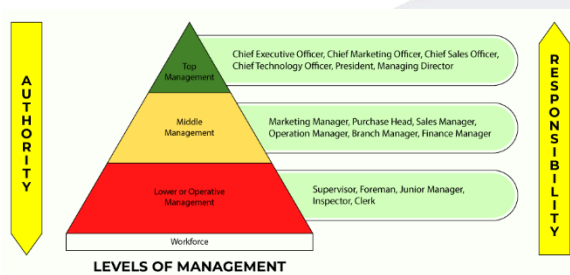 AUTHORITY
Top
Management
Chief Executive Officer, Chief Marketing Officer, Chief Sales Officer,
Chief Technology Officer, President, Managing Director
Middle
Management
Marketing Manager, Purchase Head, Sales Manager,
Operation Manager, Branch Manager, Finance Manager
Lower or Operative
Management
Supervisor, Foreman, Junior Manager,
Inspector, Clerk
Workforce
RESPONSIBILITY
LEVELS OF MANAGEMENT